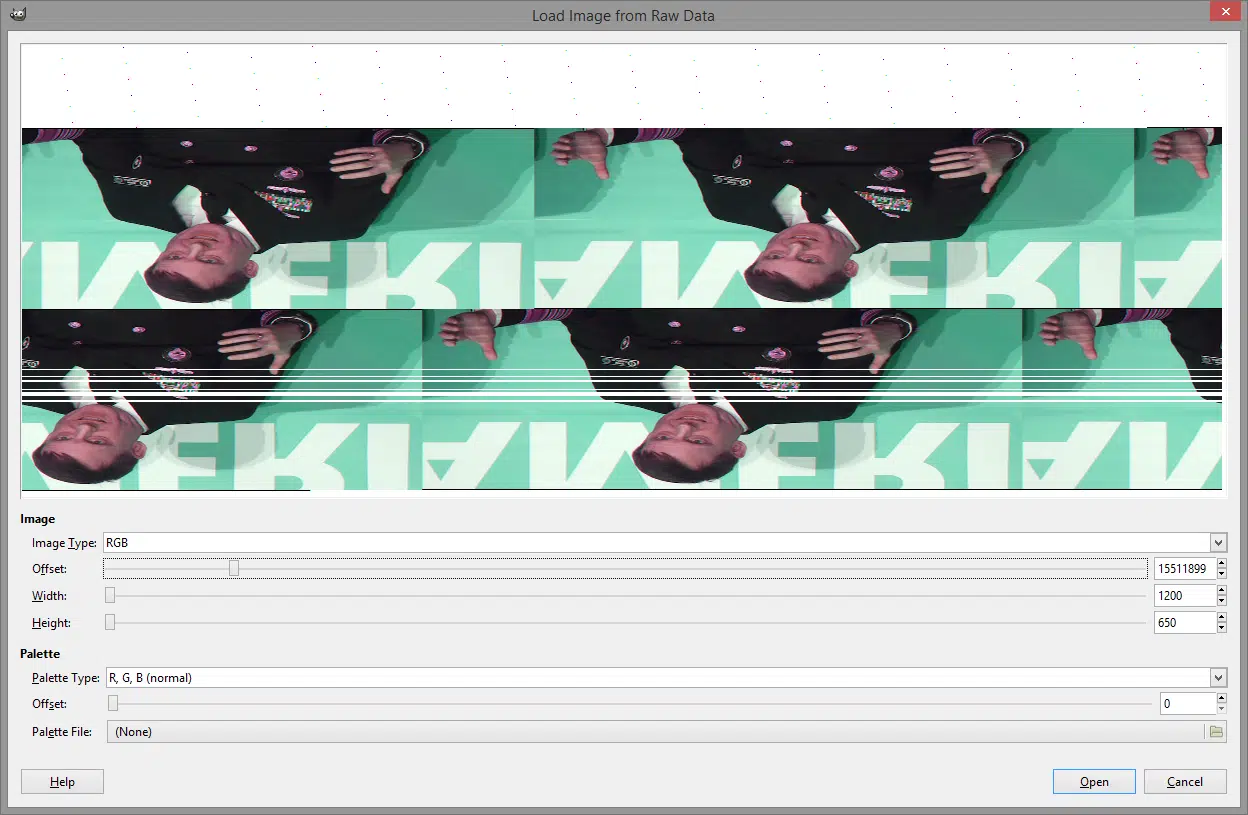 Load Image from Raw Data
Image
Image Type: RGB
Offset: 15511899
Width: 1200
Height: 650
Palette
Palette Type: R, G, B (normal)
Offset: 0
Palette File: (None)
Help
Open
Cancel